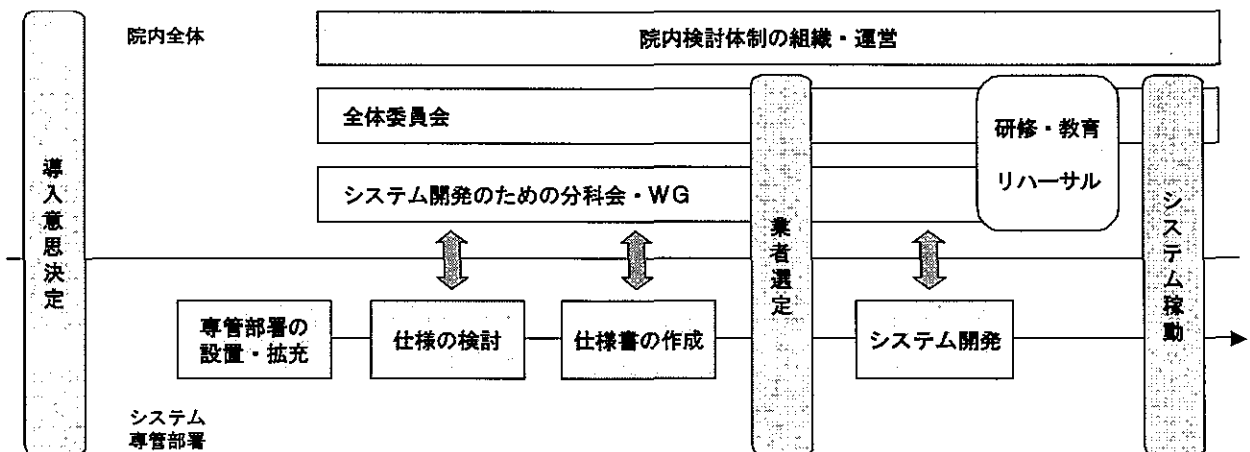 院内全体
院内検討体制の組織・運営
全体委員会
研修・教育
リハーサル
システム開発のための分科会・WG
導入意思決定
業者選定
システム稼動
専管部署の
設置・拡充
仕様の検討
仕様書の作成
システム開発
システム
専管部署